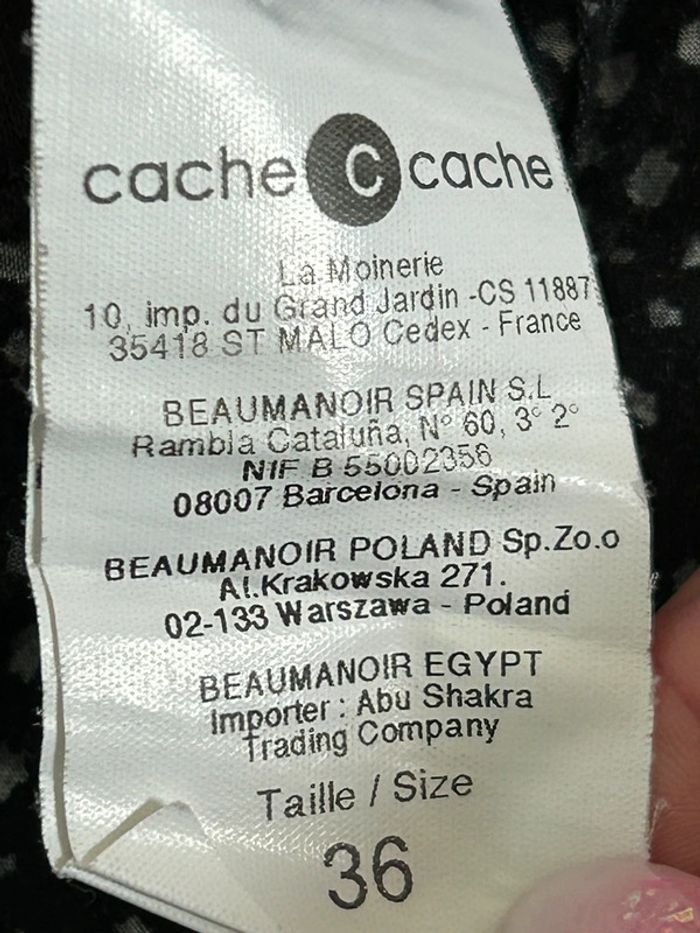 cache C cache
La Moinerie
10, imp. du Grand Jardin -CS 11887
35418 ST MALO Cedex - France
BEAUMANOIR SPAIN S.L
Rambla Cataluña, N° 60, 3° 2°
NIF B 55002356
08007 Barcelona - Spain
BEAUMANOIR POLAND Sp.Zo.o
Al.Krakowska 271.
02-133 Warszawa - Poland
BEAUMANOIR EGYPT
Importer : Abu Shakra
Trading Company
Taille / Size
36